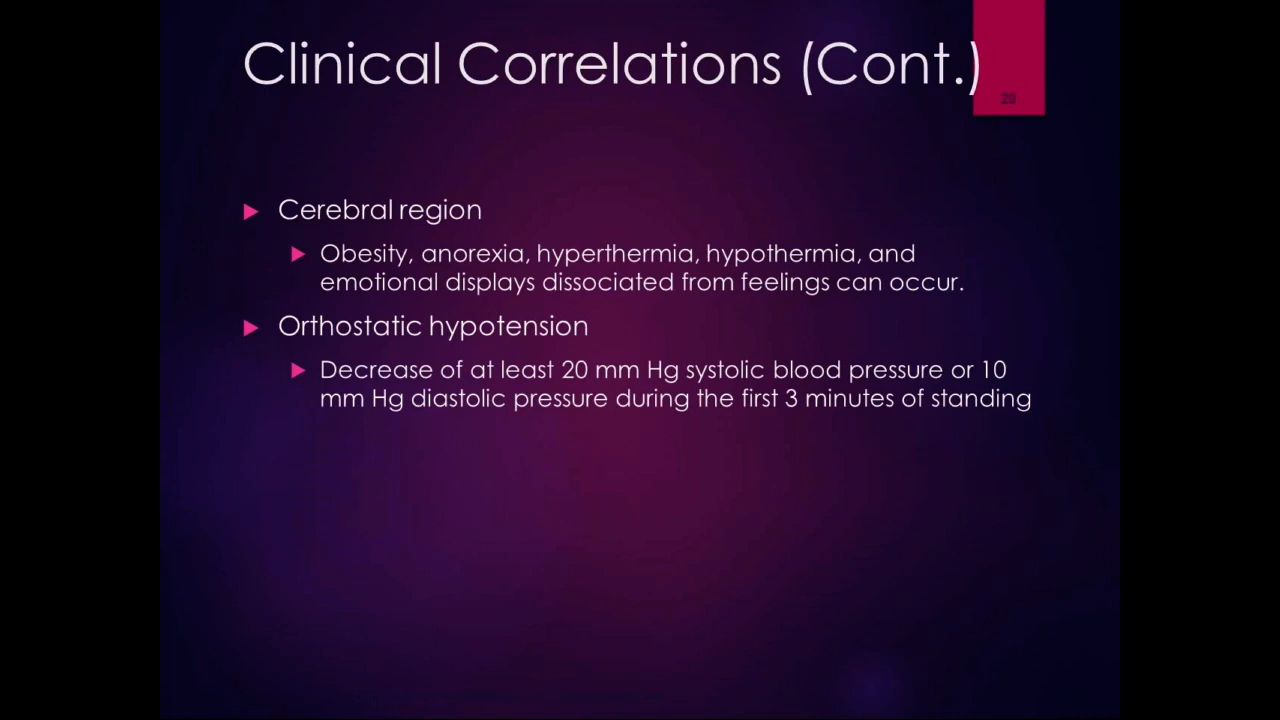 Clinical Correlations (Cont.)
20
Cerebral region
Obesity, anorexia, hyperthermia, hypothermia, and
emotional displays dissociated from feelings can occur.
Orthostatic hypotension
Decrease of at least 20 mm Hg systolic blood pressure or 10
mm Hg diastolic pressure during the first 3 minutes of standing